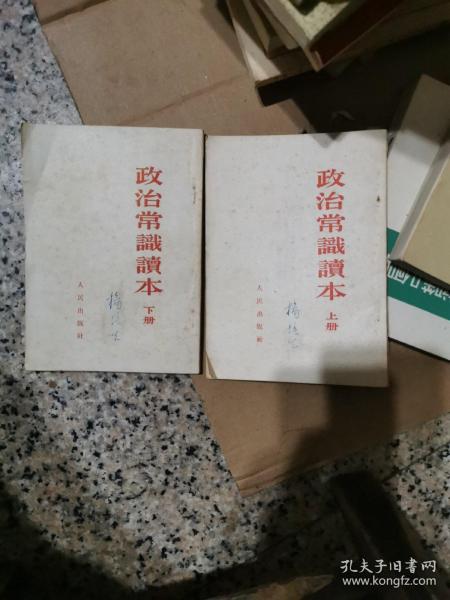 政治常識讀本
下册
人民出版社
政治常識讀本
上册
人民出版社
孔夫子旧书网
www.kongfz.com